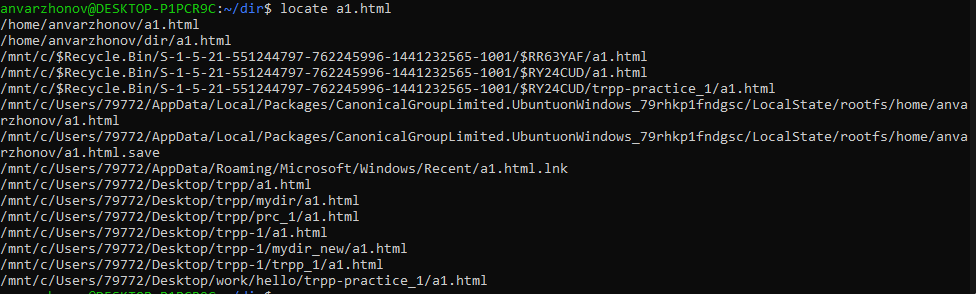 anvarzhonov@DESKTOP-P1PCR9C:~/dir$ locate a1.html
/home/anvarzhonov/a1.html
/home/anvarzhonov/dir/a1.html
/mnt/c/$Recycle.Bin/S-1-5-21-551244797-762245996-1441232565-1001/$RR63YAF/a1.html
/mnt/c/$Recycle.Bin/S-1-5-21-551244797-762245996-1441232565-1001/$RY24CUD/a1.html
/mnt/c/$Recycle.Bin/S-1-5-21-551244797-762245996-1441232565-1001/$RY24CUD/trpp-practice_1/a1.html
/mnt/c/Users/79772/AppData/Local/Packages/CanonicalGroupLimited.UbuntuonWindows_79rhkp1fndgsc/LocalState/rootfs/home/anva
rzhonov/a1.html
/mnt/c/Users/79772/AppData/Local/Packages/CanonicalGroupLimited.UbuntuonWindows_79rhkp1fndgsc/LocalState/rootfs/home/anva
rzhonov/a1.html.save
/mnt/c/Users/79772/AppData/Roaming/Microsoft/Windows/Recent/a1.html.lnk
/mnt/c/Users/79772/Desktop/trpp/a1.html
/mnt/c/Users/79772/Desktop/trpp/mydir/a1.html
/mnt/c/Users/79772/Desktop/trpp/prc_1/a1.html
/mnt/c/Users/79772/Desktop/trpp-1/a1.html
/mnt/c/Users/79772/Desktop/trpp-1/mydir_new/a1.html
/mnt/c/Users/79772/Desktop/trpp-1/trpp_1/a1.html
/mnt/c/Users/79772/Desktop/work/hello/trpp-practice_1/a1.html